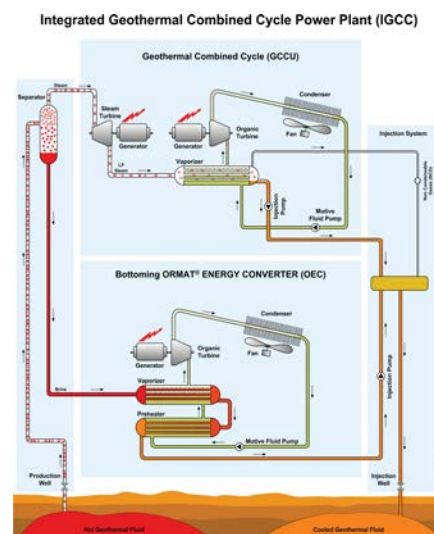 Integrated Geothermal Combined Cycle Power Plant (IGCC)
Geothermal Combined Cycle (GCCU)
Steam
Separator
Steam
Turbine
Generator
Generator
Organic
Turbine
Condenser
Fan
Injection System
LP
Steam
Vaporizer
Injection
Pump
Motive
Fluid Pump
Non Condensable
Gases (NCG)
Bottoming ORMAT® ENERGY CONVERTER (OEC)
Condenser
Organic
Turbine
Generator
Fan
Vaporizer
Brine
Preheater
Motive Fluid Pump
Injection Pump
Production
Well
Injection
Well
Hot Geothermal Fluid
Cooled Geothermal Fluid